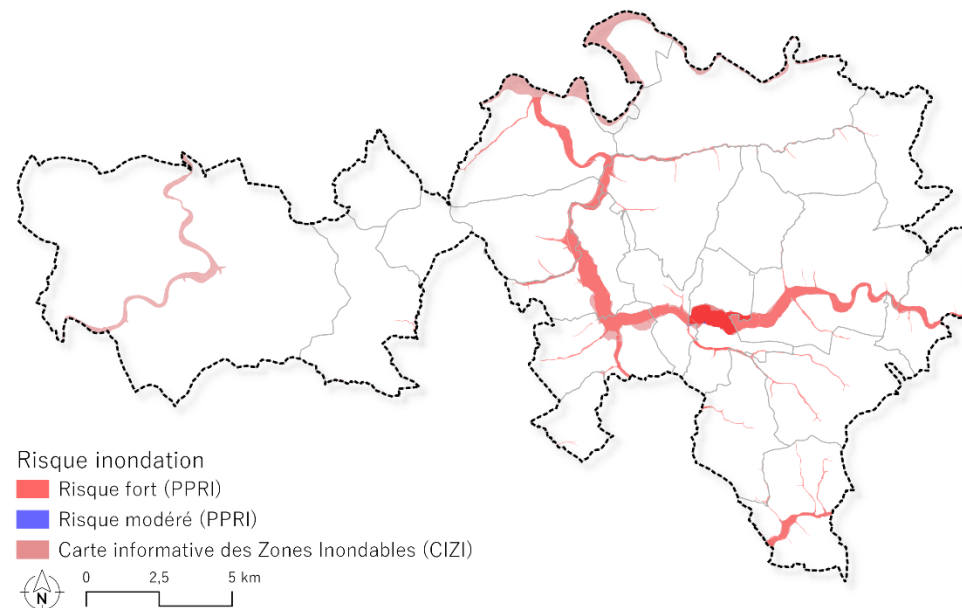 Risque inondation
Risque fort (PPRI)
Risque modéré (PPRI)
Carte informative des Zones Inondables (CIZI)
N
0 2,5 5 km